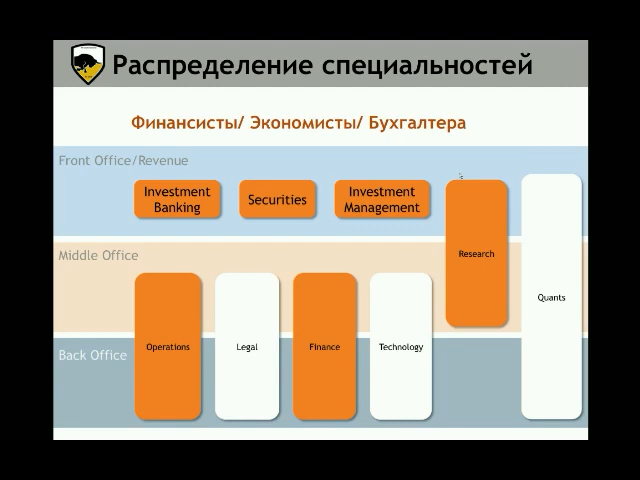 Распределение специальностей
Финансисты/ Экономисты/ Бухгалтера
Front Office/Revenue
Investment
Banking
Securities
Investment
Management
Research
Quants
Middle Office
Operations
Legal
Finance
Technology
Back Office